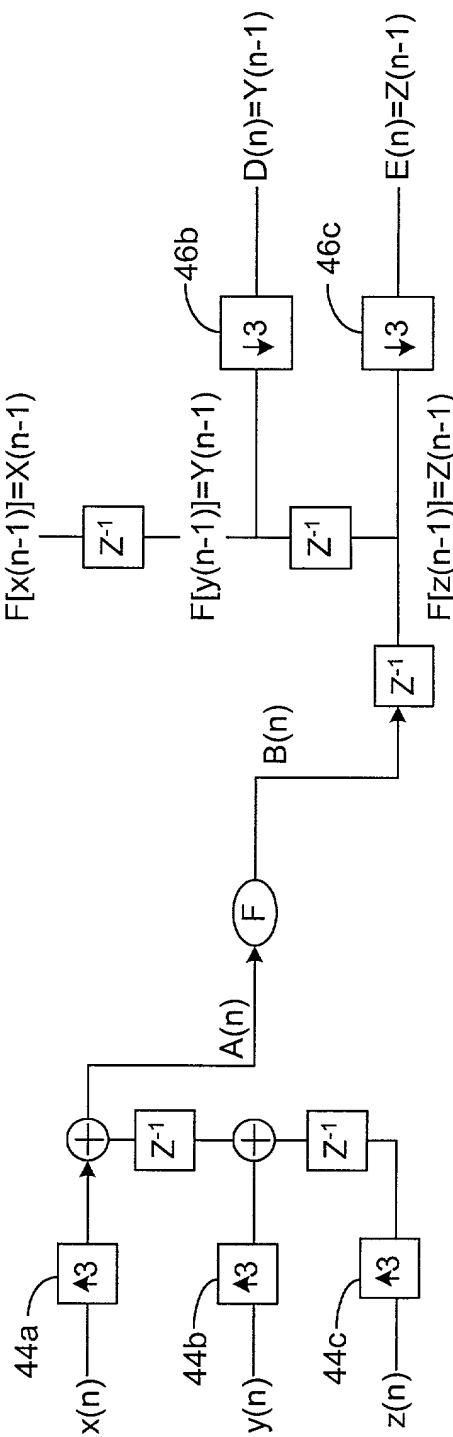 x(n)
44a
↑3
y(n)
44b
↑3
z(n)
44c
↑3
+
Z⁻¹
+
Z⁻¹
A(n)
F
B(n)
Z⁻¹
F[x(n-1)]=X(n-1)
Z⁻¹
F[y(n-1)]=Y(n-1)
Z⁻¹
F[z(n-1)]=Z(n-1)
46b
↓3
D(n)=Y(n-1)
46c
↓3
E(n)=Z(n-1)